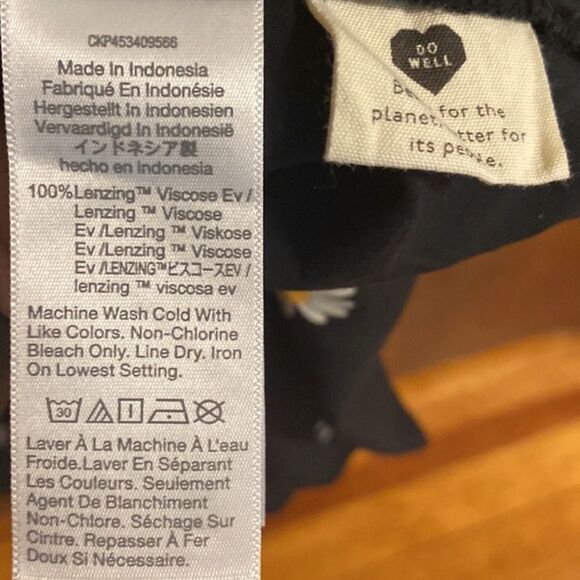 CKP453409566
Made In Indonesia
Fabriqué En Indonésie
Hergestellt In Indonesien
Vervaardigd In Indonesië
インドネシア製
hecho en indonesia
100%Lenzing™ Viscose Ev /
Lenzing ™ Viscose
Ev /Lenzing ™ Viskose
Ev /Lenzing ™ Viscose
Ev /LENZING™ビスコースEV /
lenzing ™ viscosa ev
Machine Wash Cold With
Like Colors. Non-Chlorine
Bleach Only. Line Dry. Iron
On Lowest Setting.
30
Laver À La Machine À L'eau
Froide.Laver En Séparant
Les Couleurs. Seulement
Agent De Blanchiment
Non-Chlore. Séchage Sur
Cintre. Repasser À Fer
Doux Si Nécessaire.
DO
WELL
for the
planet. for
its